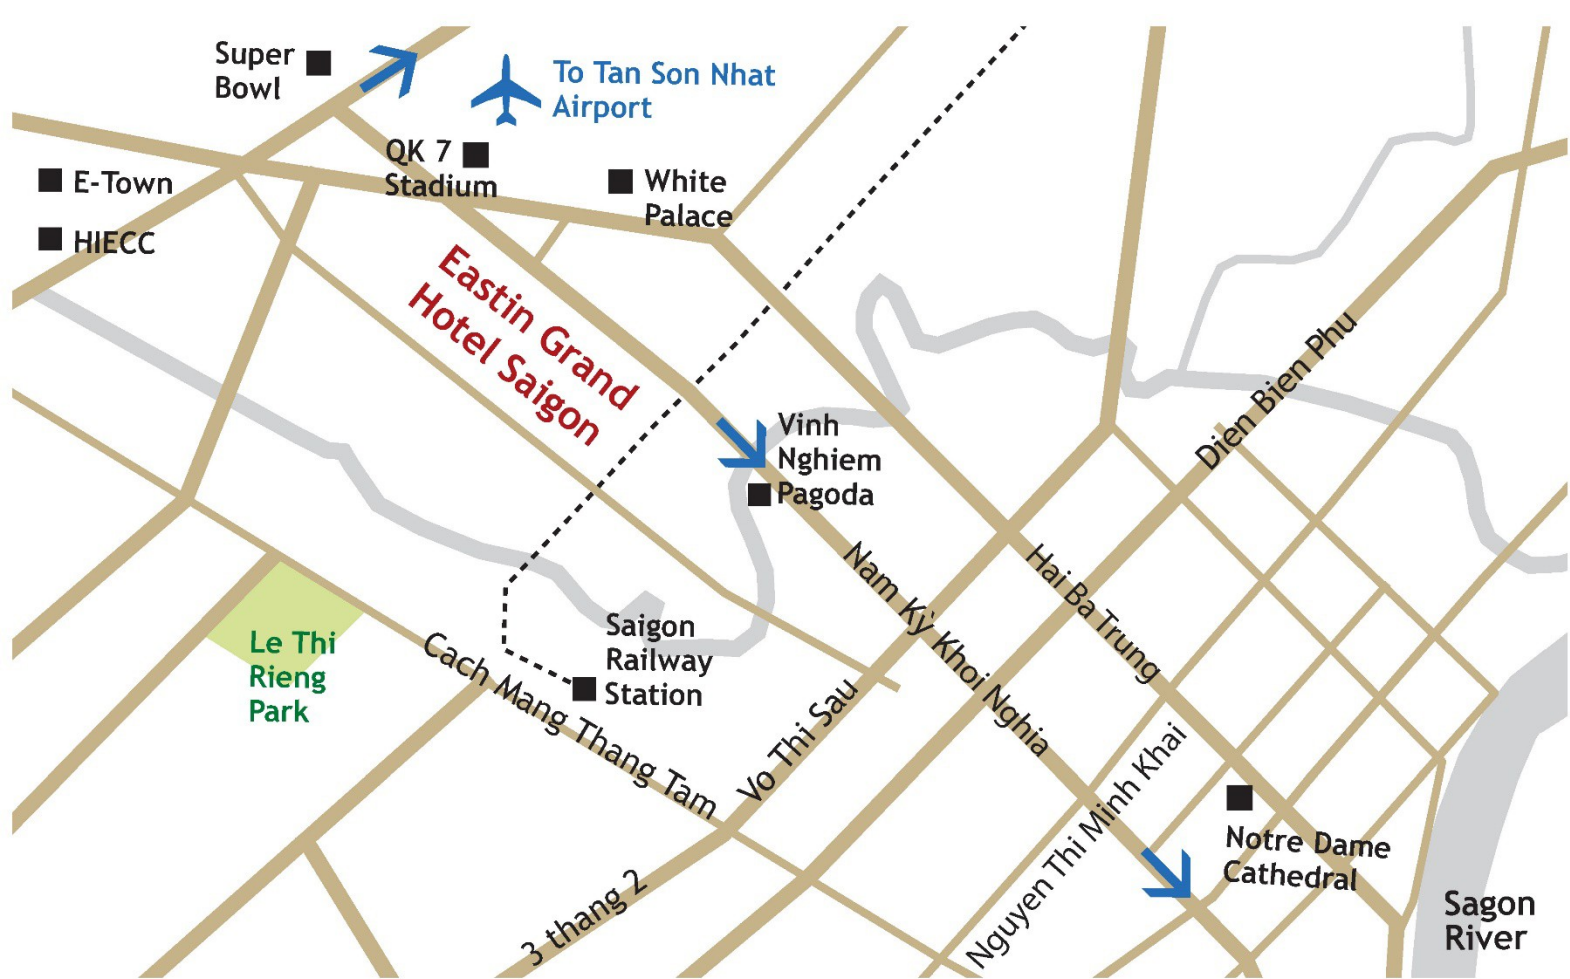 Super
Bowl
To Tan Son Nhat
Airport
QK 7
Stadium
White
Palace
E-Town
HIECC
Eastin Grand
Hotel Saigon
Dien Bien Phu
Vinh
Nghiem
Pagoda
Nam Kỳ Khoi Nghia
Hai Ba Trung
Le Thi
Rieng
Park
Cach Mang Thang Tam
Saigon
Railway
Station
Vo Thi Sau
Nguyen Thi Minh Khai
3 thang 2
Notre Dame
Cathedral
Sagon
River